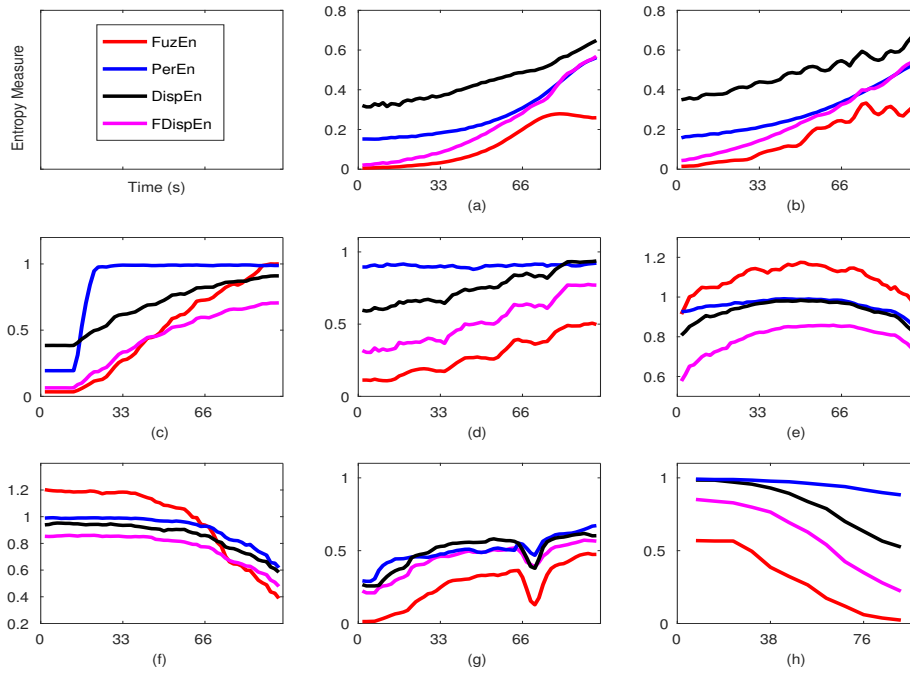 Entropy Measure
FuzEn
PerEn
DispEn
FDispEn
Time (s)
0.8
0.6
0.4
0.2
0
0 33 66
(a)
0.8
0.6
0.4
0.2
0
0 33 66
(b)
1
0.5
0
0 33 66
(c)
1
0.5
0
0 33 66
(d)
1.2
1
0.8
0.6
0 33 66
(e)
1.2
1
0.8
0.6
0.4
0.2
0 33 66
(f)
1
0.5
0
0 33 66
(g)
1
0.5
0
0 38 76
(h)